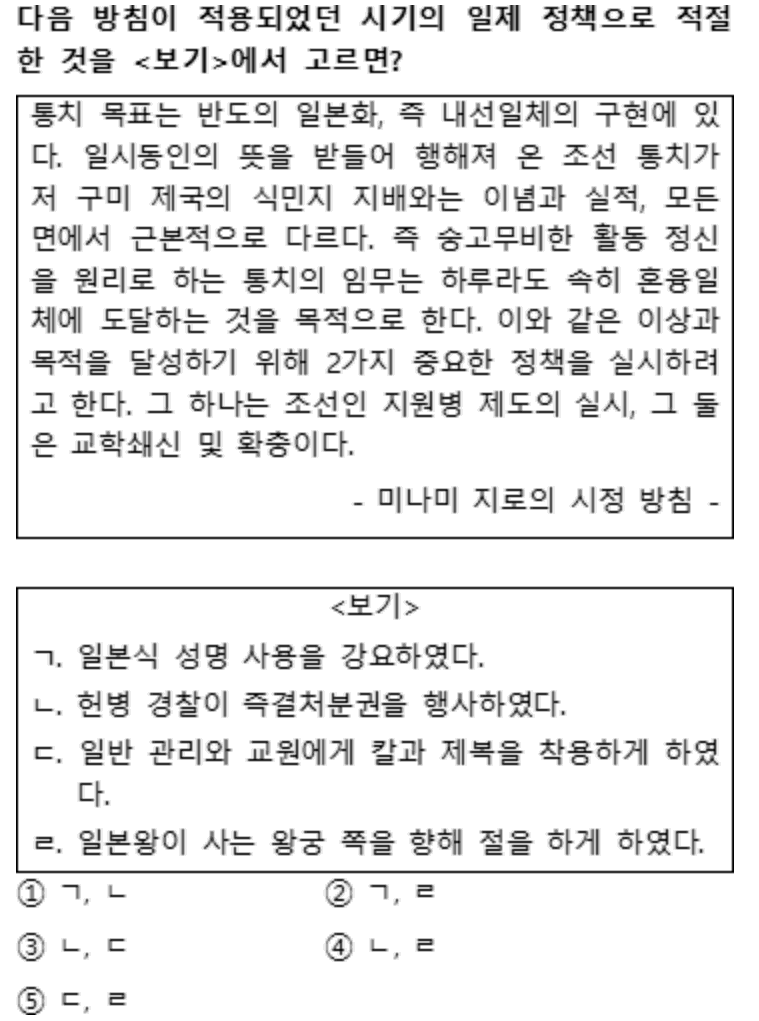 다음 방침이 적용되었던 시기의 일제 정책으로 적절
한 것을 <보기>에서 고르면?
통치 목표는 반도의 일본화, 즉 내선일체의 구현에 있
다. 일시동인의 뜻을 받들어 행해져 온 조선 통치가
저 구미 제국의 식민지 지배와는 이념과 실적, 모든
면에서 근본적으로 다르다. 즉 숭고무비한 활동 정신
을 원리로 하는 통치의 임무는 하루라도 속히 혼융일
체에 도달하는 것을 목적으로 한다. 이와 같은 이상과
목적을 달성하기 위해 2가지 중요한 정책을 실시하려
고 한다. 그 하나는 조선인 지원병 제도의 실시, 그 둘
은 교학쇄신 및 확충이다.
- 미나미 지로의 시정 방침 -
<보기>
ㄱ. 일본식 성명 사용을 강요하였다.
ㄴ. 헌병 경찰이 즉결처분권을 행사하였다.
ㄷ. 일반 관리와 교원에게 칼과 제복을 착용하게 하였
다.
ㄹ. 일본왕이 사는 왕궁 쪽을 향해 절을 하게 하였다.
① ㄱ, ㄴ ② ㄱ, ㄹ
③ ㄴ, ㄷ ④ ㄴ, ㄹ
⑤ ㄷ, ㄹ